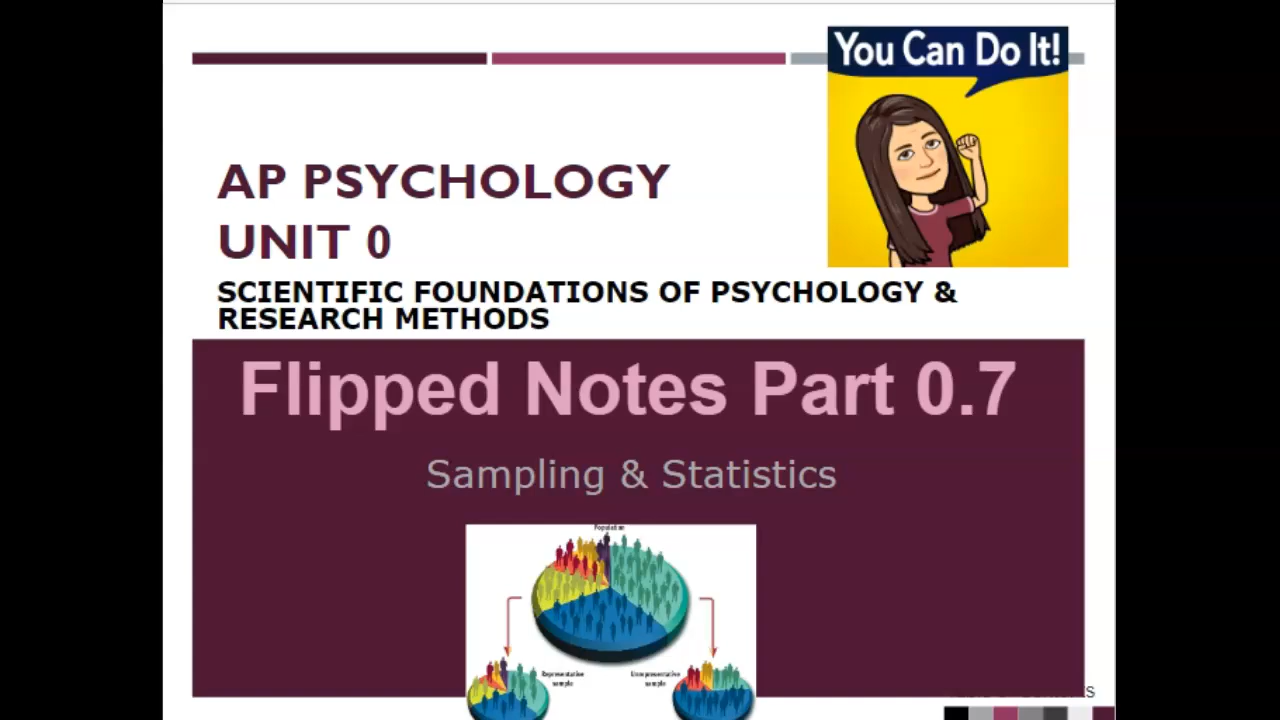 You Can Do It!
AP PSYCHOLOGY
UNIT 0
SCIENTIFIC FOUNDATIONS OF PSYCHOLOGY &
RESEARCH METHODS
Flipped Notes Part 0.7
Sampling & Statistics
Population
Representative
sample
Unrepresentative
sample